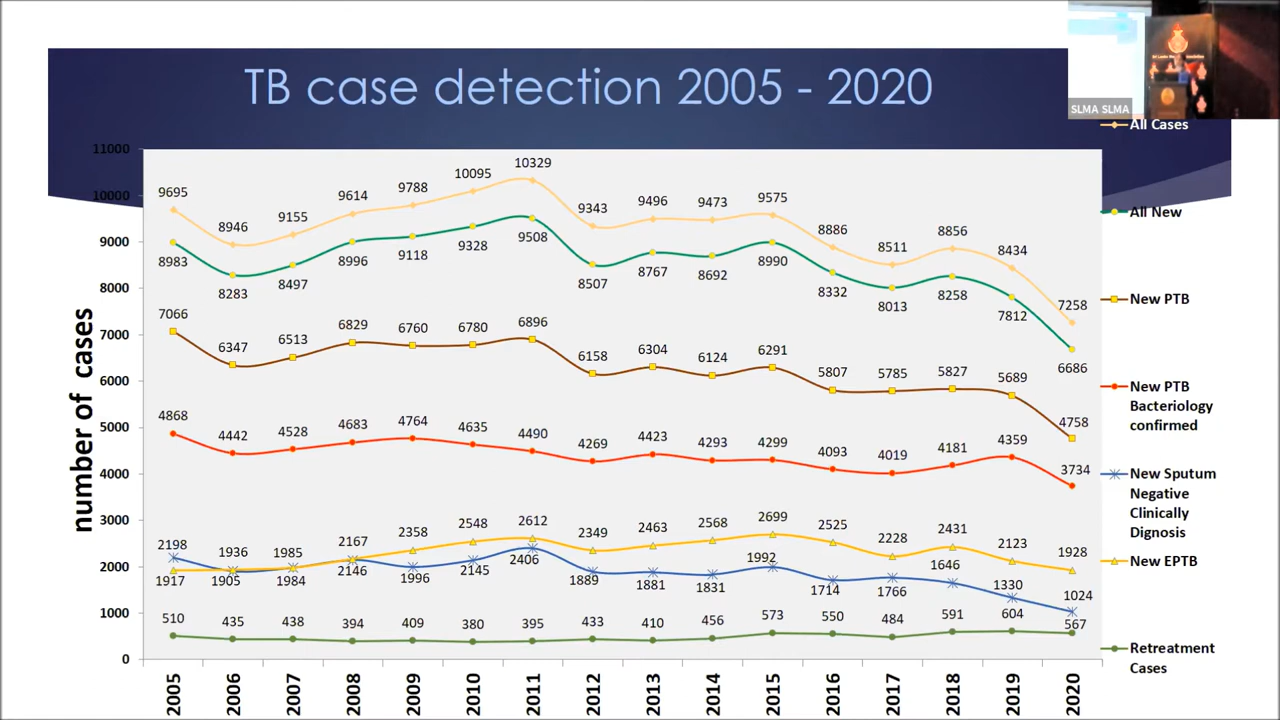 TB case detection 2005 - 2020
SLMA SLMA
number of cases
11000
10000
9000
8000
7000
6000
5000
4000
3000
2000
1000
0
9695 8946 9155 9614 9788 10095 10329 9343 9496 9473 9575 8886 8511 8856 8434 7258
8983 8283 8497 8996 9118 9328 9508 8507 8767 8692 8990 8332 8013 8258 7812 6686
7066 6347 6513 6829 6760 6780 6896 6158 6304 6124 6291 5807 5785 5827 5689 4758
4868 4442 4528 4683 4764 4635 4490 4269 4423 4293 4299 4093 4019 4181 4359 3734
2198 1936 1985 2167 2358 2548 2612 2349 2463 2568 2699 2525 2228 2431 2123 1928
1917 1905 1984 2146 1996 2145 2406 1889 1881 1831 1992 1714 1766 1646 1330 1024
510 435 438 394 409 380 395 433 410 456 573 550 484 591 604 567
2005 2006 2007 2008 2009 2010 2011 2012 2013 2014 2015 2016 2017 2018 2019 2020
All Cases
All New
New PTB
New PTB
Bacteriology
confirmed
New Sputum
Negative
Clinically
Dignosis
New EPTB
Retreatment
Cases